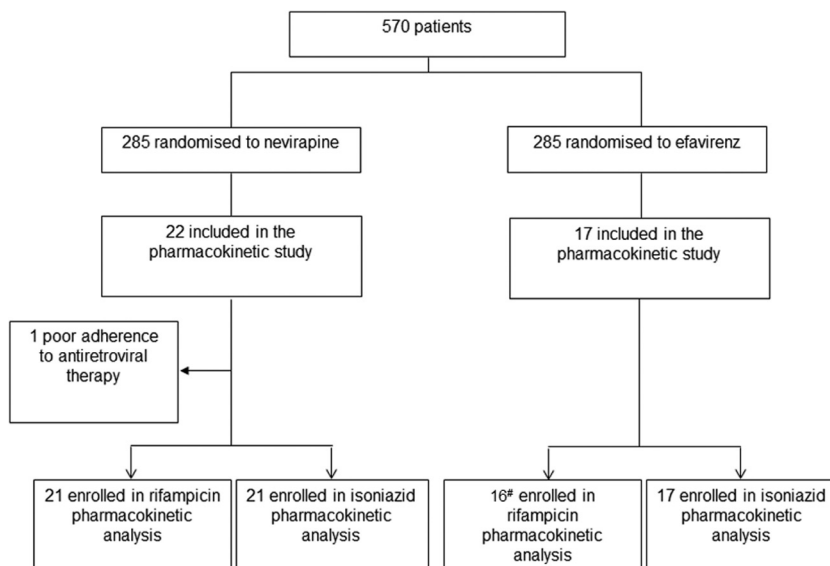 570 patients
285 randomised to nevirapine
285 randomised to efavirenz
22 included in the
pharmacokinetic study
17 included in the
pharmacokinetic study
1 poor adherence
to antiretroviral
therapy
21 enrolled in rifampicin
pharmacokinetic
analysis
21 enrolled in isoniazid
pharmacokinetic
analysis
16# enrolled in
rifampicin
pharmacokinetic
analysis
17 enrolled in isoniazid
pharmacokinetic
analysis